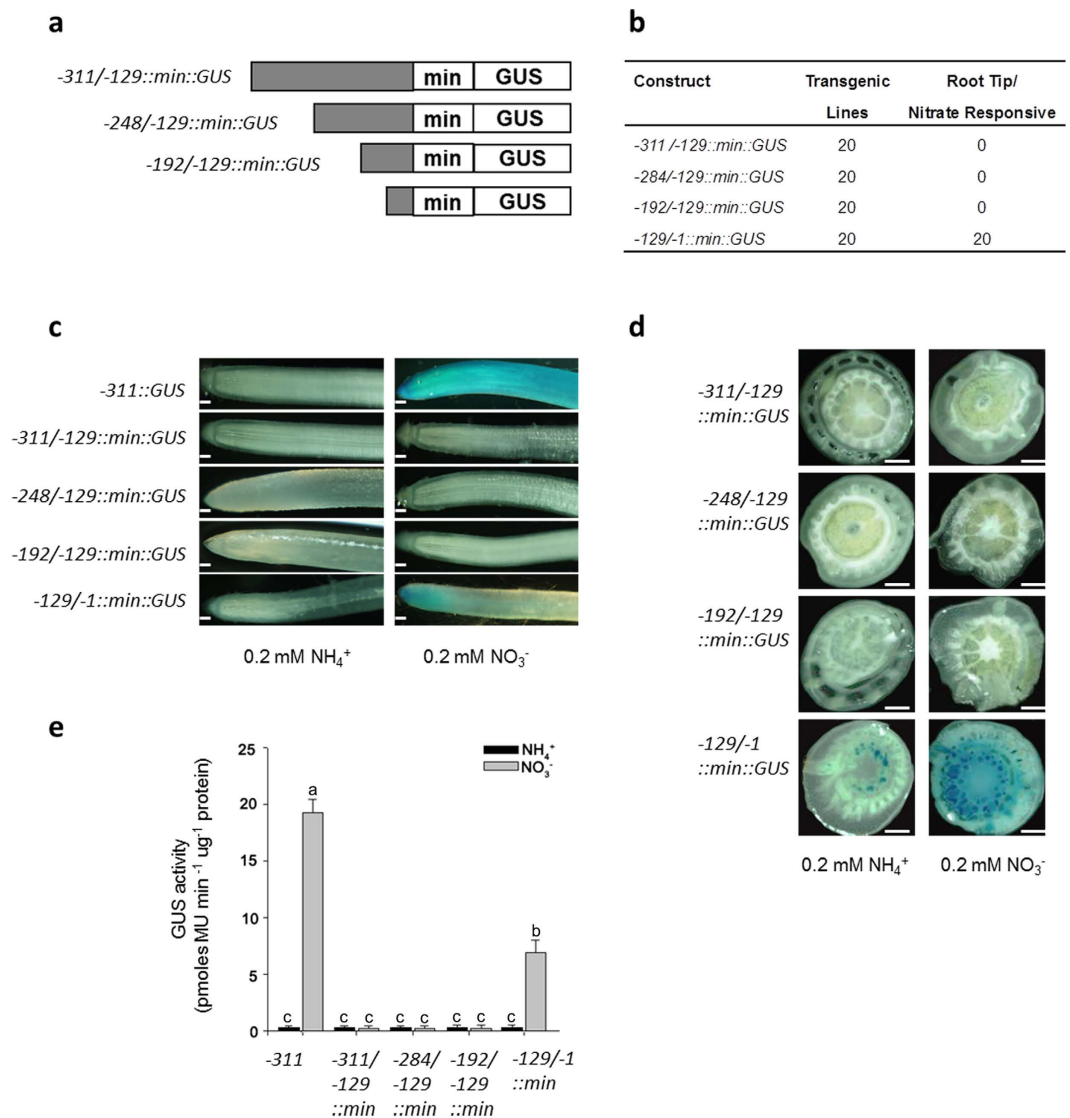 a
-311/-129::min::GUS
min GUS
-248/-129::min::GUS
min GUS
-192/-129::min::GUS
min GUS
min GUS
b
Construct Transgenic Lines Root Tip/ Nitrate Responsive
-311 /-129::min::GUS 20 0
-284/-129::min::GUS 20 0
-192/-129::min::GUS 20 0
-129/-1::min::GUS 20 20
c
-311::GUS
-311/-129::min::GUS
-248/-129::min::GUS
-192/-129::min::GUS
-129/-1::min::GUS
0.2 mM NH₄⁺ 0.2 mM NO₃⁻
d
-311/-129
::min::GUS
-248/-129
::min::GUS
-192/-129
::min::GUS
-129/-1
::min::GUS
0.2 mM NH₄⁺ 0.2 mM NO₃⁻
e
GUS activity
(pmoles MU min⁻¹ ug⁻¹ protein)
25
20
15
10
5
0
NH₄⁺
NO₃⁻
c a c c c c c c c b
-311
-311/
-129
::min
-284/
-129
::min
-192/
-129
::min
-129/-1
::min